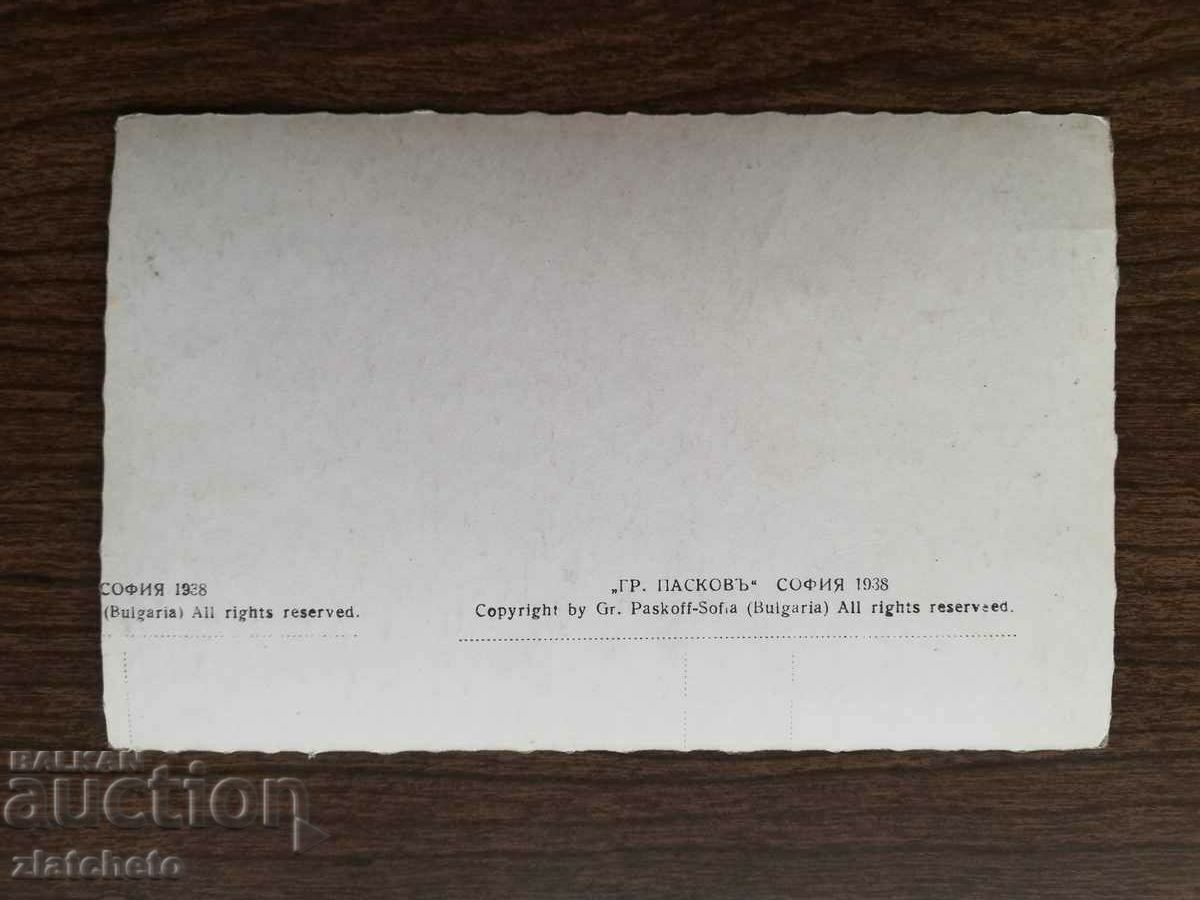 СОФИЯ 1938
(Bulgaria) All rights reserved.
„ГР. ПАСКОВЪ“ СОФИЯ 1938
Copyright by Gr. Paskoff-Sofia (Bulgaria) All rights reserveed.
BALKAN
auction
zlatcheto